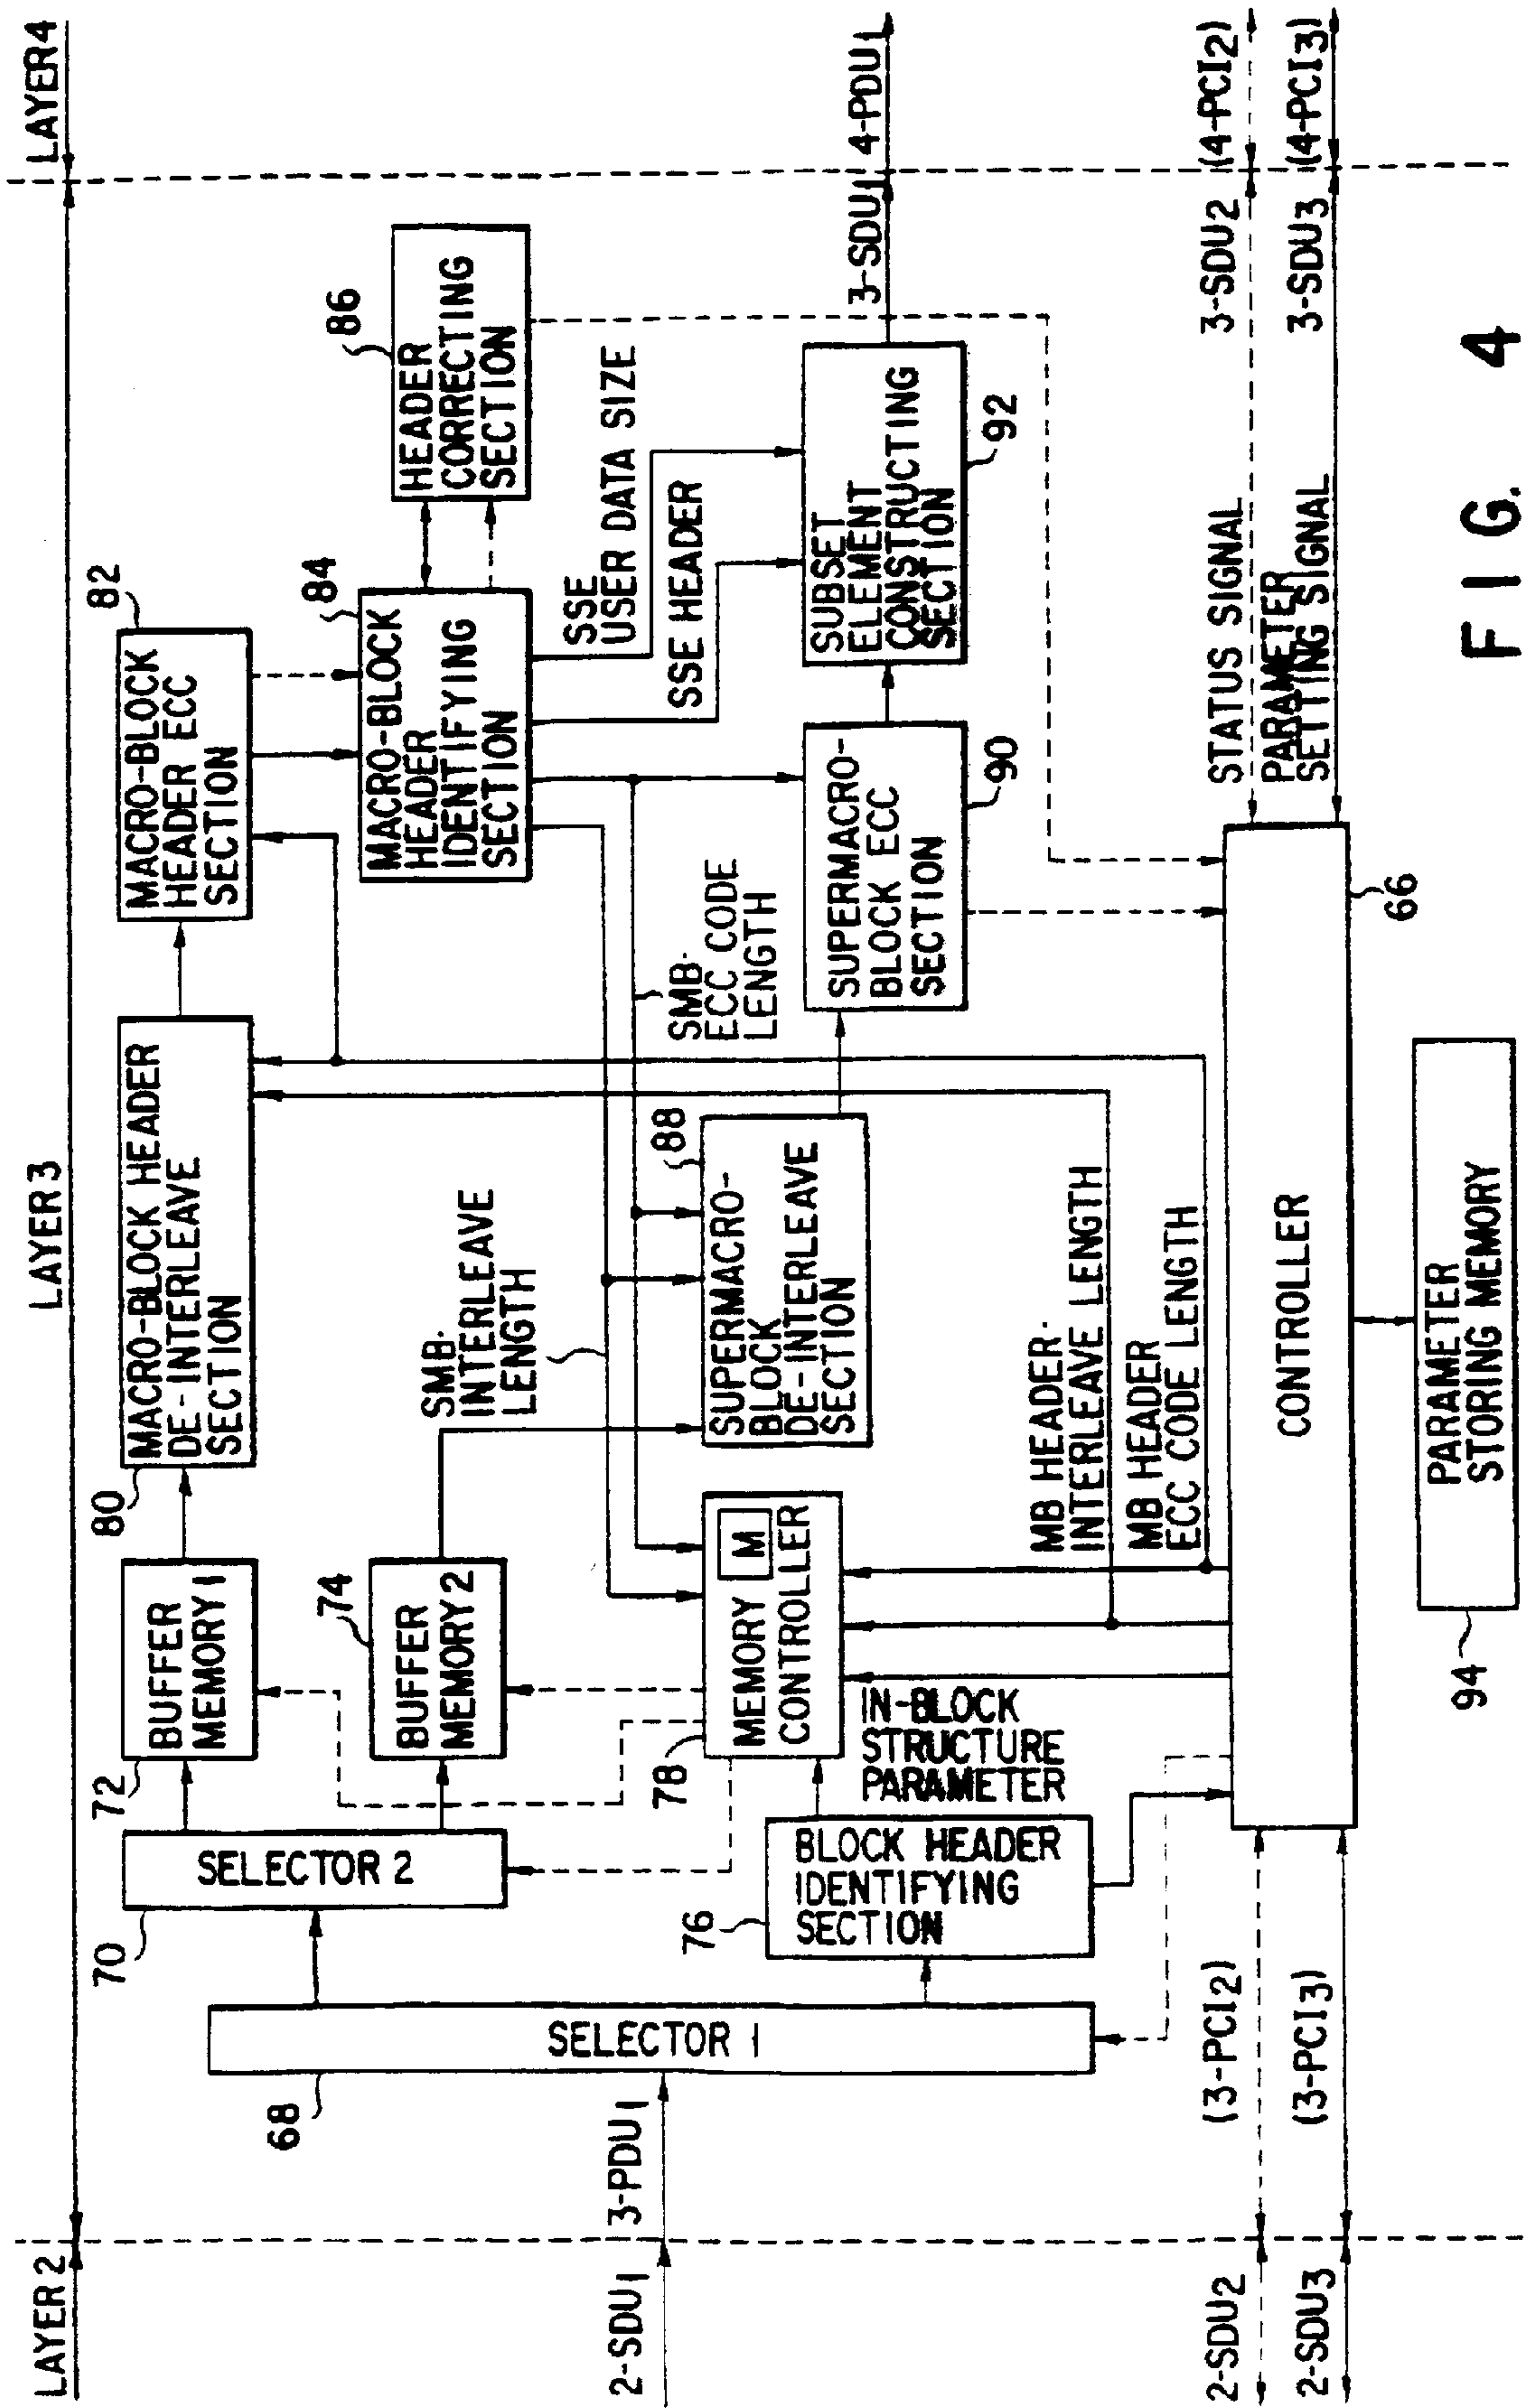 LAYER 2
LAYER 3
LAYER 4
80
MACRO-BLOCK HEADER
DE-INTERLEAVE
SECTION
82
MACRO-BLOCK
HEADER ECC
SECTION
72
BUFFER
MEMORY 1
70
SELECTOR 2
74
BUFFER
MEMORY 2
SMB-
INTERLEAVE
LENGTH
84
MACRO-BLOCK
HEADER
IDENTIFYING
SECTION
86
HEADER
CORRECTING
SECTION
SSE
USER DATA SIZE
SSE HEADER
SMB-
ECC CODE
LENGTH
68
SELECTOR 1
2-SDU1
3-PDU1
78
MEMORY
CONTROLLER
M
88
SUPERMACRO-
BLOCK
DE-INTERLEAVE
SECTION
SUPERMACRO-
BLOCK ECC
SECTION
90
SUBSET
ELEMENT
CONSTRUCTING
SECTION
92
3-SDU1
4-PDU1
76
BLOCK HEADER
IDENTIFYING
SECTION
IN-BLOCK
STRUCTURE
PARAMETER
MB HEADER-
INTERLEAVE LENGTH
MB HEADER
ECC CODE LENGTH
2-SDU2
(3-PCI2)
STATUS SIGNAL
3-SDU2
(4-PCI2)
2-SDU3
(3-PCI3)
CONTROLLER
66
PARAMETER
SETTING SIGNAL
3-SDU3
(4-PCI3)
94
PARAMETER
STORING MEMORY
FIG. 4